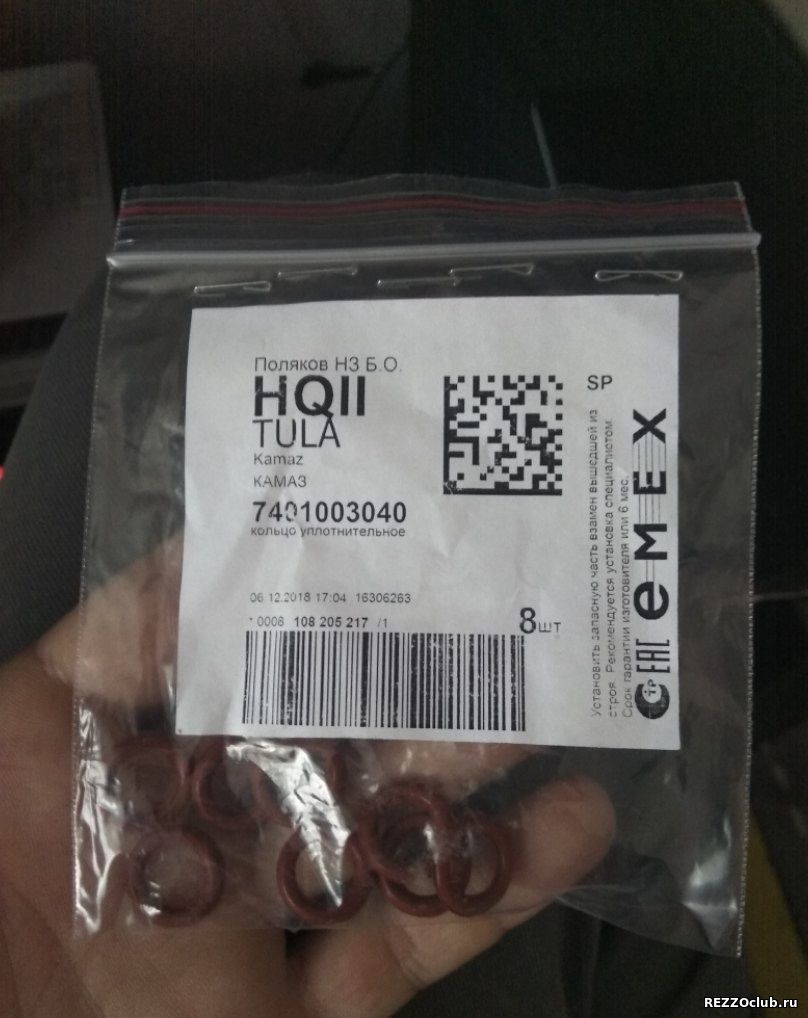 Поляков НЗ Б.О.
HQII
TULA
Kamaz
КАМАЗ
7401003040
кольцо уплотнительное
06.12.2018 17:04 16306263
* 0008 108 205 217 /1
8шт
SP
Установить запасную часть взамен вышедшей из
строя. Рекомендуется установка специалистом.
Срок гарантии изготовителя или 6 мес.
EAC emex
REZZOclub.ru